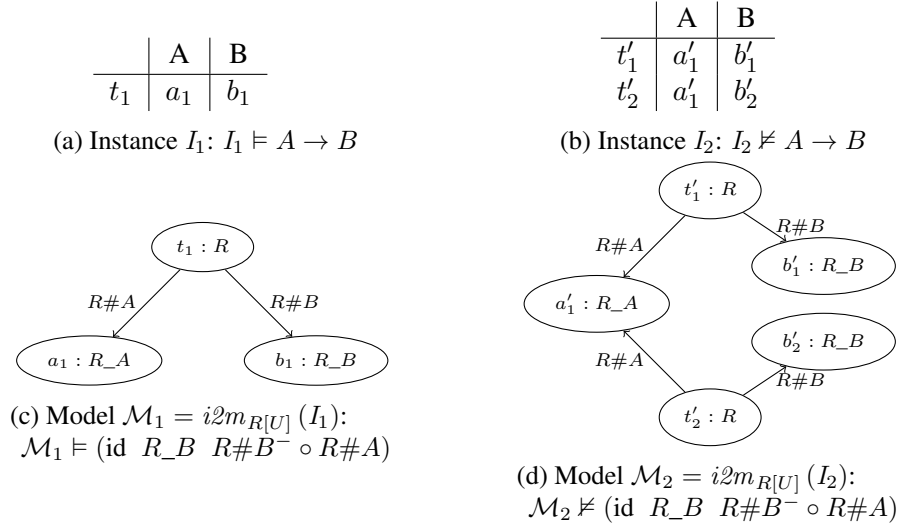 A B
t₁ a₁ b₁
(a) Instance I₁: I₁ ⊨ A → B
A B
t′₁ a′₁ b′₁
t′₂ a′₁ b′₂
(b) Instance I₂: I₂ ⊭ A → B
t₁ : R
R#A
R#B
a₁ : R_A
b₁ : R_B
(c) Model ℳ₁ = i2m_R[U] (I₁):
ℳ₁ ⊨ (id R_B R#B⁻ ∘ R#A)
t′₁ : R
R#A
R#B
b′₁ : R_B
a′₁ : R_A
b′₂ : R_B
R#A
R#B
t′₂ : R
(d) Model ℳ₂ = i2m_R[U] (I₂):
ℳ₂ ⊭ (id R_B R#B⁻ ∘ R#A)